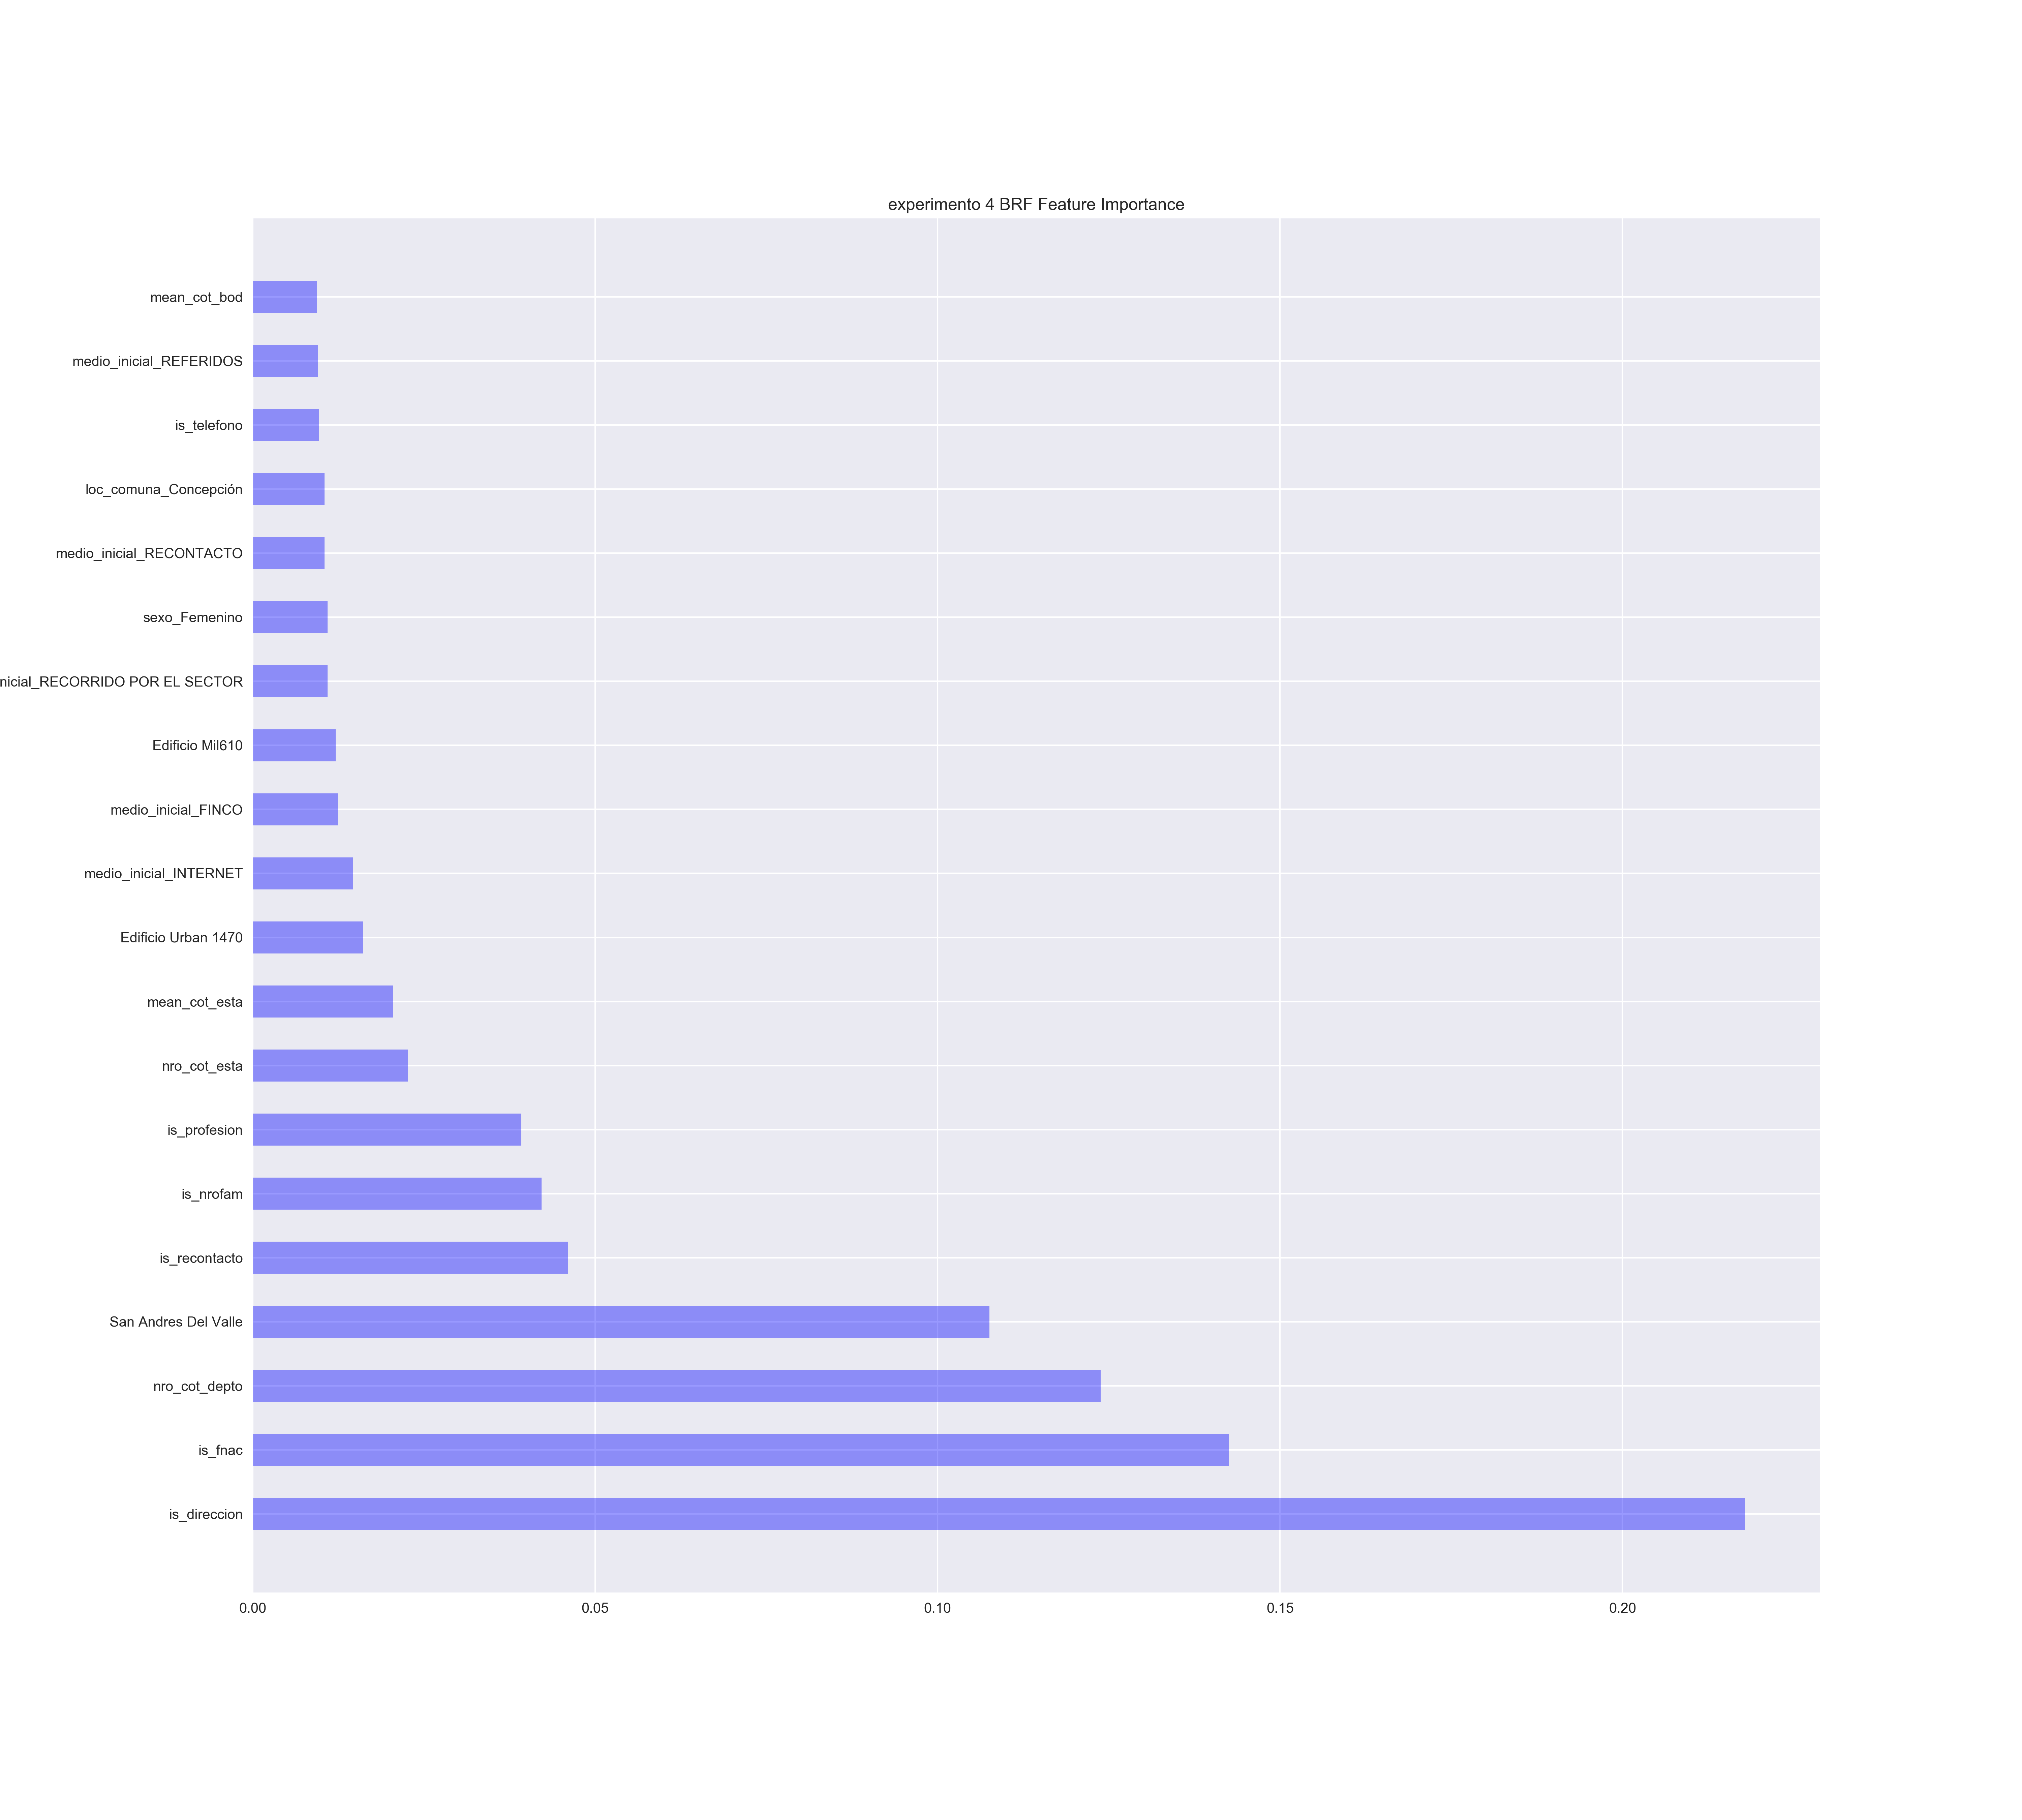 experimento 4 BRF Feature Importance
mean_cot_bod
medio_inicial_REFERIDOS
is_telefono
loc_comuna_Concepción
medio_inicial_RECONTACTO
sexo_Femenino
nicial_RECORRIDO POR EL SECTOR
Edificio Mil610
medio_inicial_FINCO
medio_inicial_INTERNET
Edificio Urban 1470
mean_cot_esta
nro_cot_esta
is_profesion
is_nrofam
is_recontacto
San Andres Del Valle
nro_cot_depto
is_fnac
is_direccion
0.00 0.05 0.10 0.15 0.20